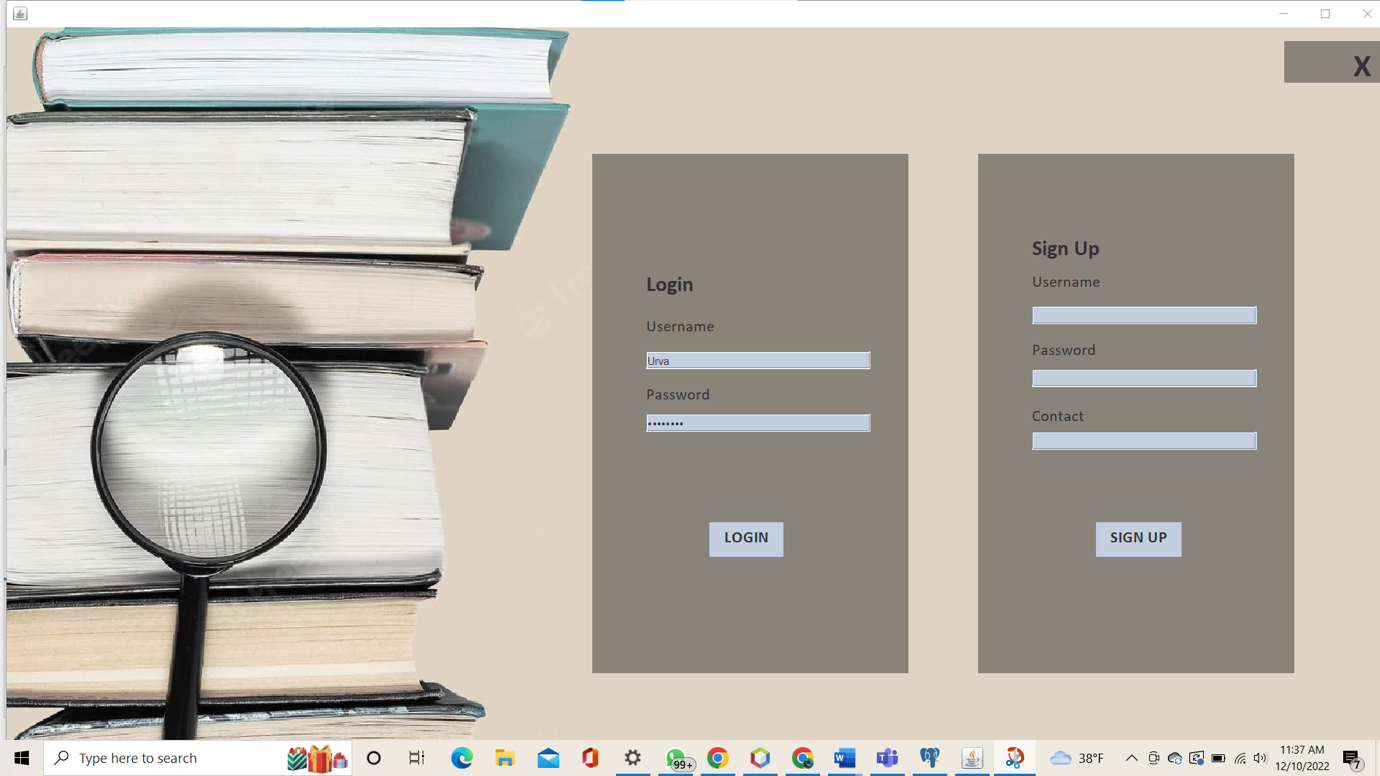 X
Login
Username
Urva
Password
••••••••
LOGIN
Sign Up
Username
Password
Contact
SIGN UP
Type here to search
99+
38°F
11:37 AM
12/10/2022
7